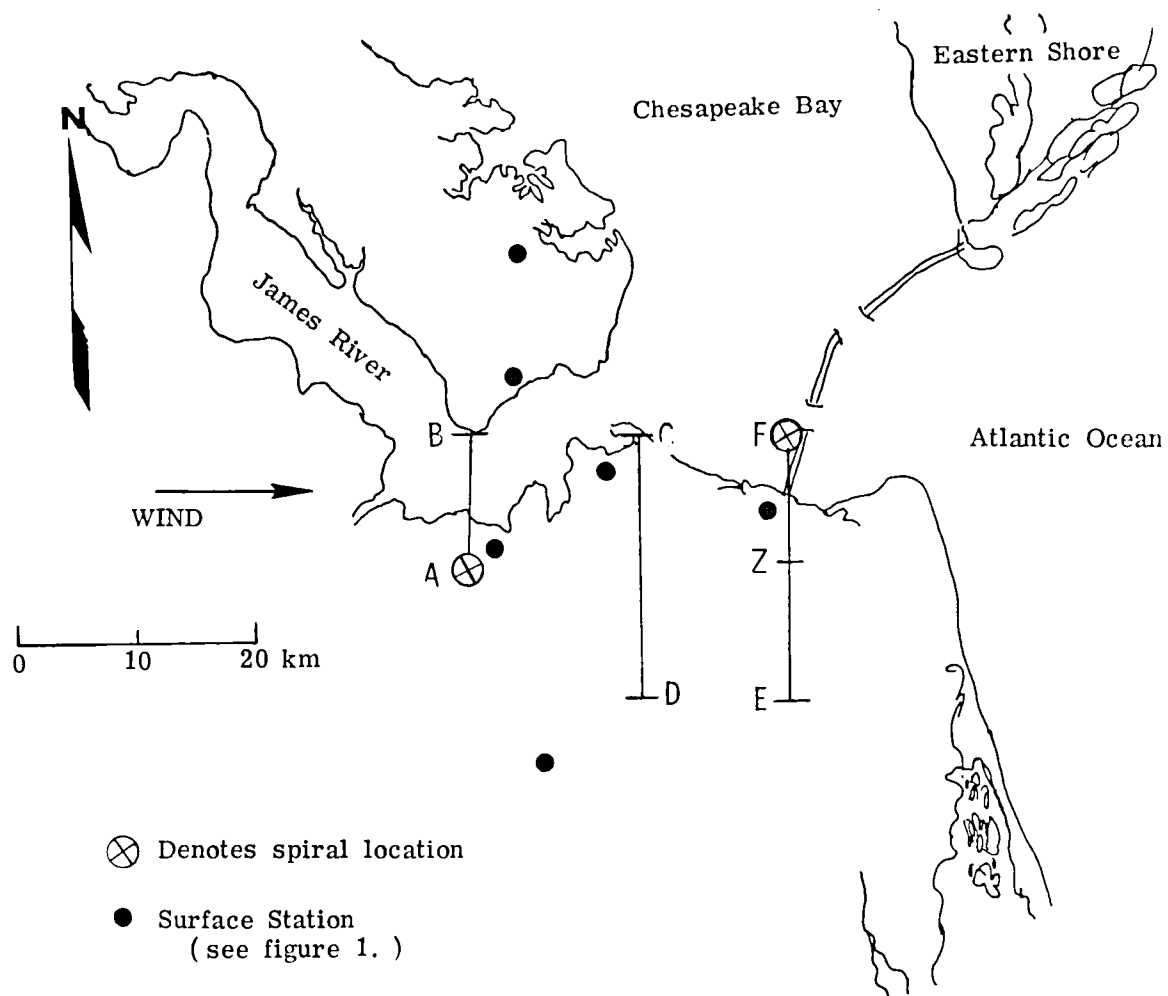 Eastern Shore
Chesapeake Bay
N
James River
B
C
F
Atlantic Ocean
WIND
A
Z
0 10 20 km
D
E
Denotes spiral location
Surface Station
(see figure 1. )